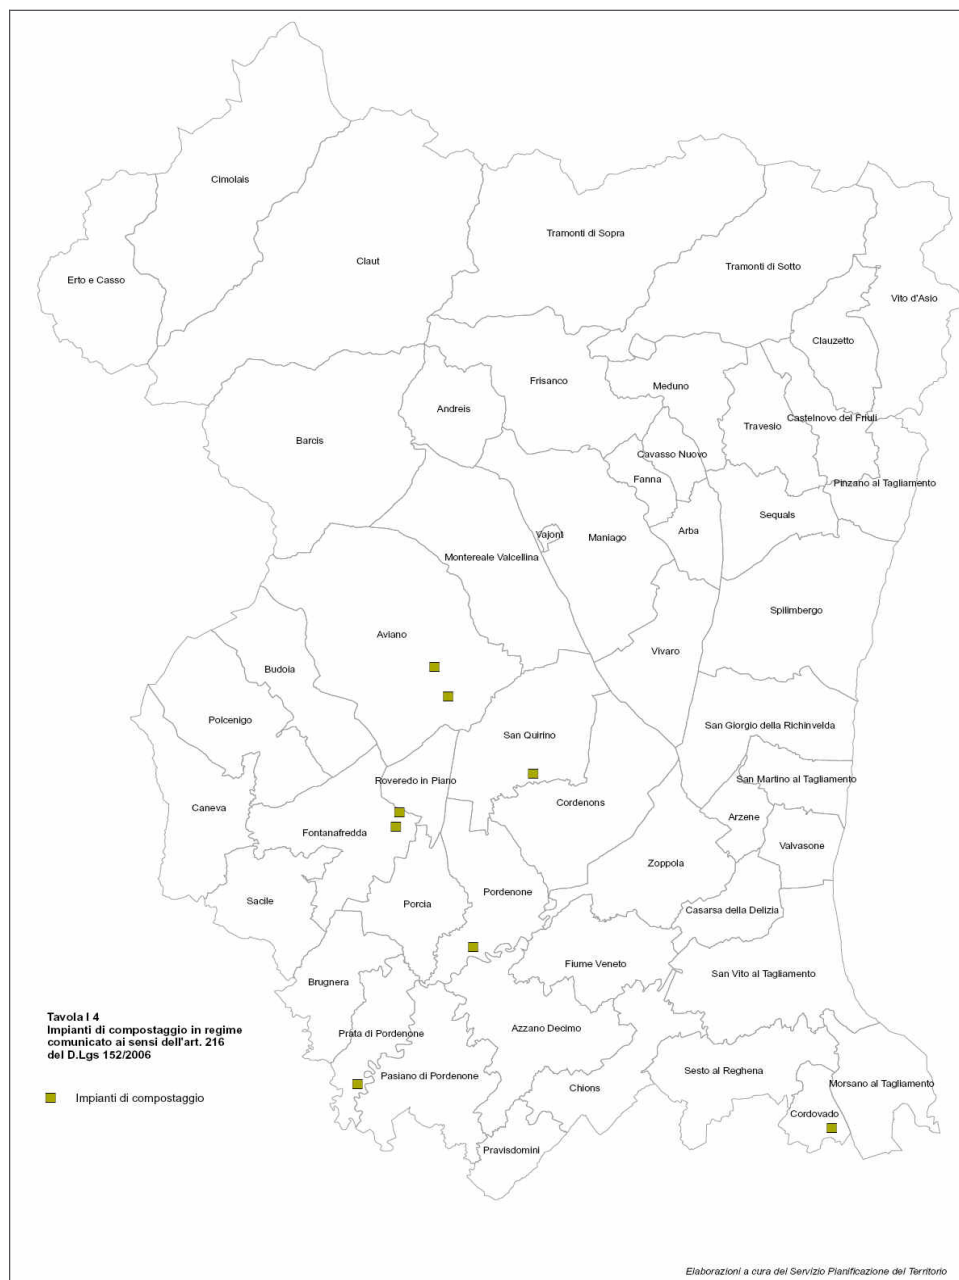 Cimolais
Tramonti di Sopra
Claut
Tramonti di Sotto
Erto e Casso
Vito d'Asio
Clauzetto
Frisanco
Meduno
Andreis
Castelnovo del Friuli
Travesio
Barcis
Cavasso Nuovo
Fanna
Pinzano al Tagliamento
Sequals
Arba
Vajont
Maniago
Montereale Valcellina
Spilimbergo
Aviano
Vivaro
Budoia
Polcenigo
San Giorgio della Richinvelda
San Quirino
Roveredo in Piano
San Martino al Tagliamento
Cordenons
Caneva
Arzene
Fontanafredda
Valvasone
Zoppola
Pordenone
Sacile
Porcia
Casarsa della Delizia
Fiume Veneto
San Vito al Tagliamento
Brugnera
Tavola I 4
Impianti di compostaggio in regime
comunicato ai sensi dell'art. 216
del D.Lgs 152/2006
Impianti di compostaggio
Azzano Decimo
Prata di Pordenone
Pasiano di Pordenone
Sesto al Reghena
Chions
Morsano al Tagliamento
Cordovado
Pravisdomini
Elaborazioni a cura del Servizio Pianificazione del Territorio